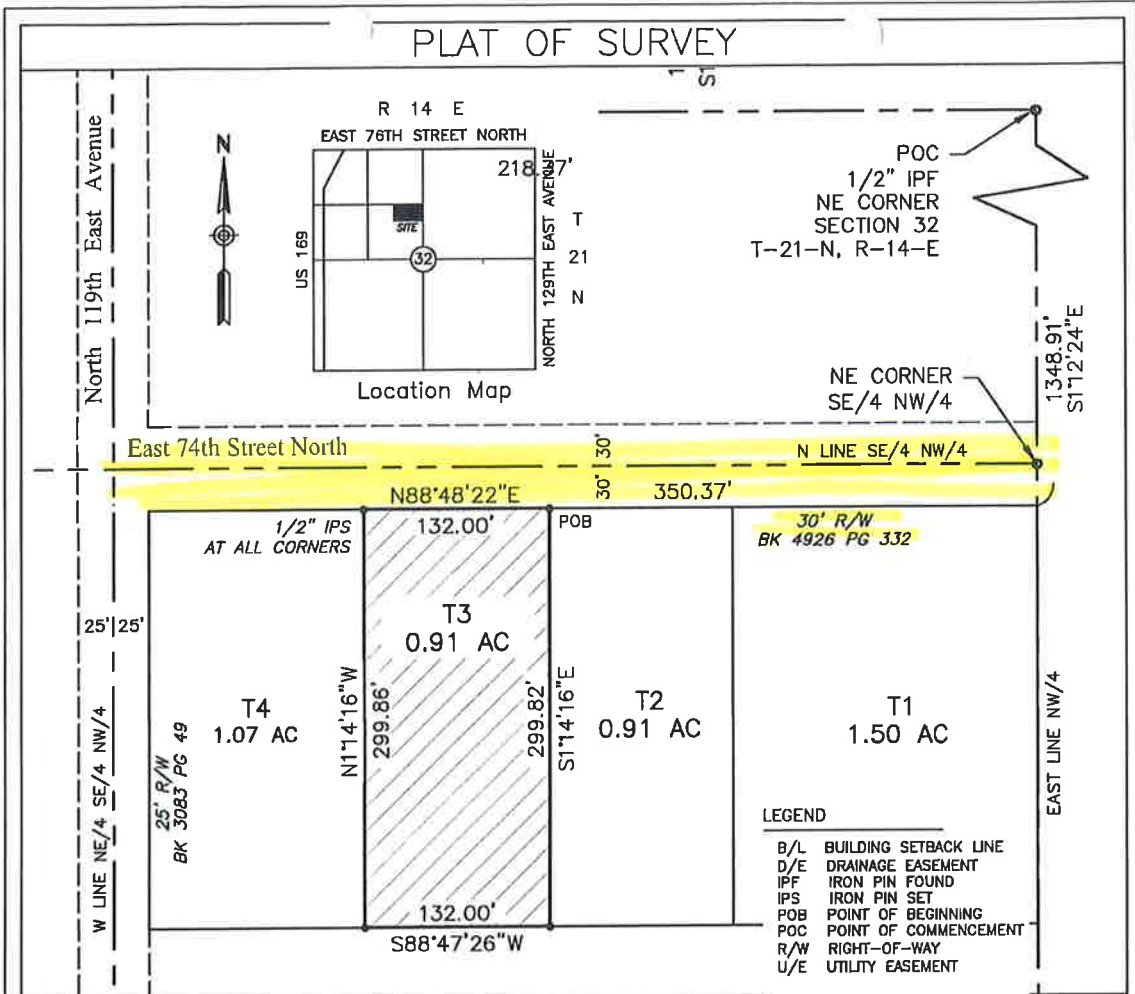 PLAT OF SURVEY
S1
R 14 E
EAST 76TH STREET NORTH
218.37'
N
US 169
SITE
32
NORTH 129TH EAST AVENUE
T
21
N
Location Map
North 119th East Avenue
POC
1/2" IPF
NE CORNER
SECTION 32
T-21-N, R-14-E
1348.91'
S1°12'24"E
NE CORNER
SE/4 NW/4
East 74th Street North
30'
30'
N LINE SE/4 NW/4
N88°48'22"E
350.37'
1/2" IPS
AT ALL CORNERS
132.00'
POB
30' R/W
BK 4926 PG 332
25' 25'
T4
1.07 AC
N1°14'16"W
299.86'
T3
0.91 AC
299.82'
S1°14'16"E
T2
0.91 AC
T1
1.50 AC
EAST LINE NW/4
W LINE NE/4 SE/4 NW/4
25' R/W
BK 3083 PG 49
132.00'
S88°47'26"W
LEGEND
B/L BUILDING SETBACK LINE
D/E DRAINAGE EASEMENT
IPF IRON PIN FOUND
IPS IRON PIN SET
POB POINT OF BEGINNING
POC POINT OF COMMENCEMENT
R/W RIGHT-OF-WAY
U/E UTILITY EASEMENT